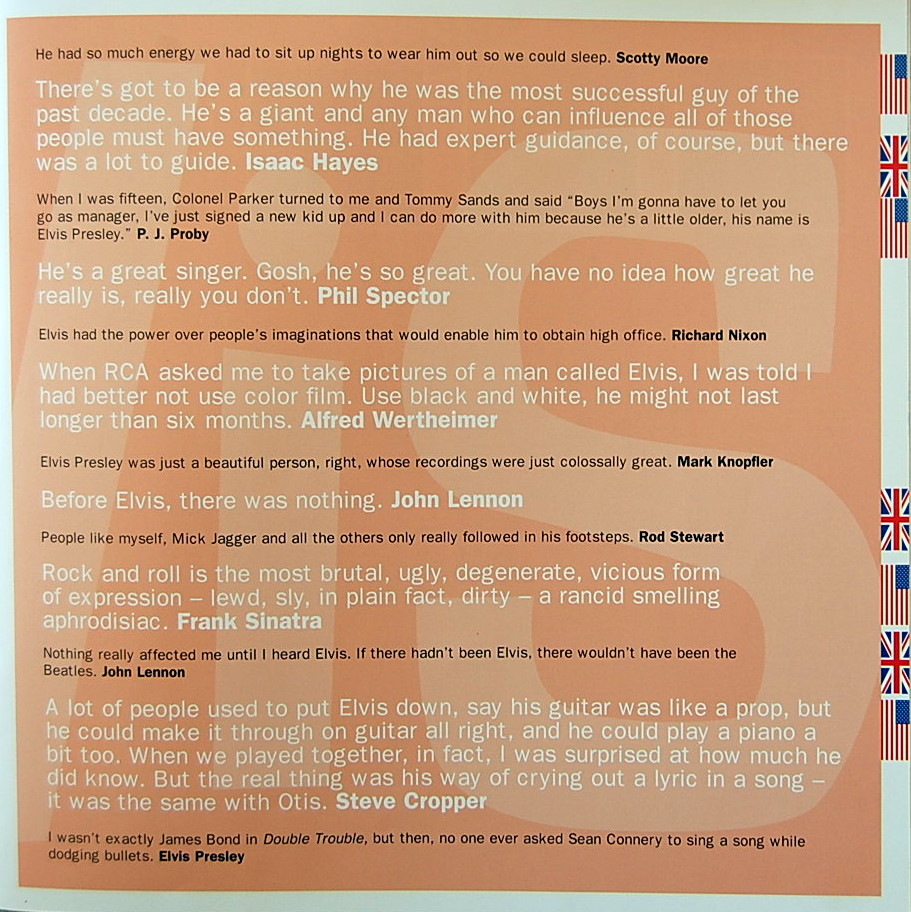 He had so much energy we had to sit up nights to wear him out so we could sleep. Scotty Moore
There's got to be a reason why he was the most successful guy of the
past decade. He's a giant and any man who can influence all of those
people must have something. He had expert guidance, of course, but there
was a lot to guide. Isaac Hayes
When I was fifteen, Colonel Parker turned to me and Tommy Sands and said “Boys I'm gonna have to let you
go as manager, I've just signed a new kid up and I can do more with him because he's a little older, his name is
Elvis Presley.” P. J. Proby
He's a great singer. Gosh, he's so great. You have no idea how great he
really is, really you don't. Phil Spector
Elvis had the power over people's imaginations that would enable him to obtain high office. Richard Nixon
When RCA asked me to take pictures of a man called Elvis, I was told I
had better not use color film. Use black and white, he might not last
longer than six months. Alfred Wertheimer
Elvis Presley was just a beautiful person, right, whose recordings were just colossally great. Mark Knopfler
Before Elvis, there was nothing. John Lennon
People like myself, Mick Jagger and all the others only really followed in his footsteps. Rod Stewart
Rock and roll is the most brutal, ugly, degenerate, vicious form
of expression – lewd, sly, in plain fact, dirty – a rancid smelling
aphrodisiac. Frank Sinatra
Nothing really affected me until I heard Elvis. If there hadn't been Elvis, there wouldn't have been the
Beatles. John Lennon
A lot of people used to put Elvis down, say his guitar was like a prop, but
he could make it through on guitar all right, and he could play a piano a
bit too. When we played together, in fact, I was surprised at how much he
did know. But the real thing was his way of crying out a lyric in a song –
it was the same with Otis. Steve Cropper
I wasn't exactly James Bond in Double Trouble, but then, no one ever asked Sean Connery to sing a song while
dodging bullets. Elvis Presley